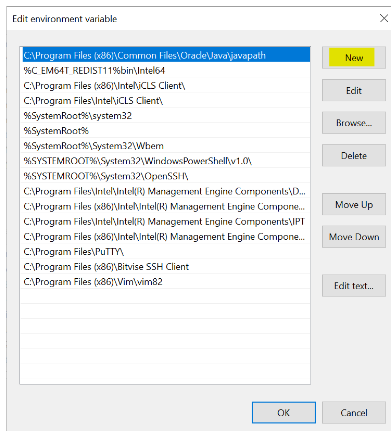 Edit environment variable
C:\Program Files (x86)\Common Files\Oracle\Java\javapath
%C_EM64T_REDIST11%bin\Intel64
C:\Program Files (x86)\Intel\iCLS Client\
C:\Program Files\Intel\iCLS Client\
%SystemRoot%\system32
%SystemRoot%
%SystemRoot%\System32\Wbem
%SYSTEMROOT%\System32\WindowsPowerShell\v1.0\
%SYSTEMROOT%\System32\OpenSSH\
C:\Program Files\Intel\Intel(R) Management Engine Components\D...
C:\Program Files (x86)\Intel\Intel(R) Management Engine Compone...
C:\Program Files\Intel\Intel(R) Management Engine Components\IPT
C:\Program Files (x86)\Intel\Intel(R) Management Engine Compone...
C:\Program Files\PuTTY\
C:\Program Files (x86)\Bitvise SSH Client
C:\Program Files (x86)\Vim\vim82
New
Edit
Browse...
Delete
Move Up
Move Down
Edit text...
OK
Cancel